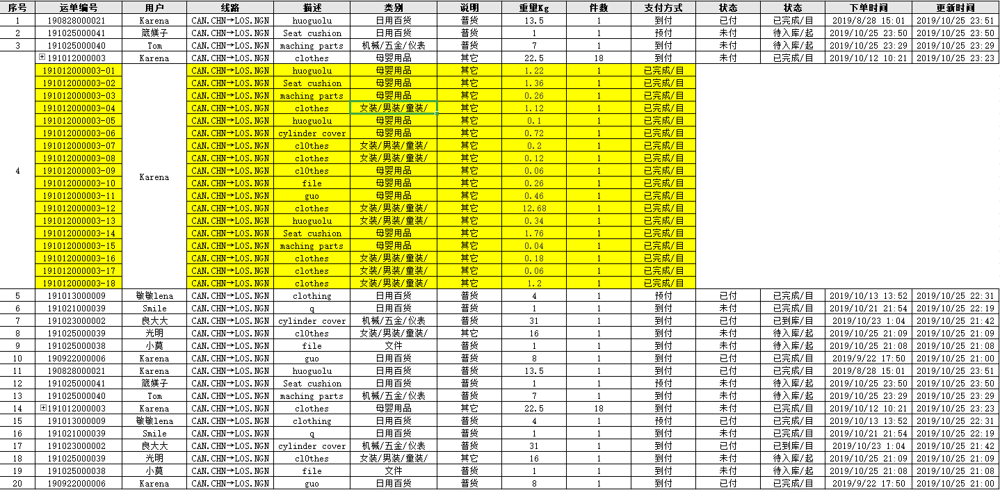 序号 运单编号 用户 线路 描述 类别 说明 重量Kg 件数 支付方式 状态 状态 下单时间 更新时间
1 190828000021 Karena CAN.CHN→LOS.NGN huoguolu 日用百货 普货 13.5 1 到付 已付 已完成/目 2019/8/28 15:01 2019/10/25 23:51
2 191025000041 箴媄子 CAN.CHN→LOS.NGN Seat cushion 日用百货 普货 1 1 预付 未付 待入库/起 2019/10/25 23:50 2019/10/25 23:50
3 191025000040 Tom CAN.CHN→LOS.NGN maching parts 机械/五金/仪表 普货 7 1 到付 未付 待入库/起 2019/10/25 23:29 2019/10/25 23:29
191012000003 Karena CAN.CHN→LOS.NGN clothes 母婴用品 其它 22.5 18 到付 未付 已完成/目 2019/10/12 10:21 2019/10/25 23:23
191012000003-01 CAN.CHN→LOS.NGN huoguolu 母婴用品 其它 1.22 1 已完成/目
191012000003-02 CAN.CHN→LOS.NGN Seat cushion 母婴用品 其它 1.36 1 已完成/目
191012000003-03 CAN.CHN→LOS.NGN maching parts 母婴用品 其它 0.26 1 已完成/目
191012000003-04 CAN.CHN→LOS.NGN clothes 女装/男装/童装/ 其它 1.12 1 已完成/目
191012000003-05 CAN.CHN→LOS.NGN huoguolu 母婴用品 其它 0.1 1 已完成/目
191012000003-06 CAN.CHN→LOS.NGN cylinder cover 母婴用品 其它 0.72 1 已完成/目
191012000003-07 CAN.CHN→LOS.NGN cl0thes 女装/男装/童装/ 其它 0.2 1 已完成/目
191012000003-08 CAN.CHN→LOS.NGN cl0thes 女装/男装/童装/ 其它 0.12 1 已完成/目
4 191012000003-09 Karena CAN.CHN→LOS.NGN cl0thes 母婴用品 其它 0.06 1 已完成/目
191012000003-10 CAN.CHN→LOS.NGN file 母婴用品 其它 0.26 1 已完成/目
191012000003-11 CAN.CHN→LOS.NGN guo 母婴用品 其它 0.46 1 已完成/目
191012000003-12 CAN.CHN→LOS.NGN clothes 女装/男装/童装/ 其它 12.68 1 已完成/目
191012000003-13 CAN.CHN→LOS.NGN huoguolu 女装/男装/童装/ 其它 0.34 1 已完成/目
191012000003-14 CAN.CHN→LOS.NGN Seat cushion 母婴用品 其它 1.76 1 已完成/目
191012000003-15 CAN.CHN→LOS.NGN maching parts 母婴用品 其它 0.04 1 已完成/目
191012000003-16 CAN.CHN→LOS.NGN clothes 女装/男装/童装/ 其它 0.18 1 已完成/目
191012000003-17 CAN.CHN→LOS.NGN clothes 女装/男装/童装/ 其它 0.06 1 已完成/目
191012000003-18 CAN.CHN→LOS.NGN clothes 女装/男装/童装/ 其它 1.2 1 已完成/目
5 191013000009 敏敏lena CAN.CHN→LOS.NGN clothing 日用百货 普货 4 1 预付 已付 已完成/目 2019/10/13 13:52 2019/10/25 22:31
6 191021000039 Smile CAN.CHN→LOS.NGN q 日用百货 普货 1 1 到付 未付 已完成/目 2019/10/21 21:54 2019/10/25 22:19
7 191023000002 良大大 CAN.CHN→LOS.NGN cylinder cover 机械/五金/仪表 普货 31 1 到付 已付 已到库/目 2019/10/23 1:04 2019/10/25 21:42
8 191025000039 光明 CAN.CHN→LOS.NGN cl0thes 女装/男装/童装/ 其它 16 1 到付 未付 待入库/起 2019/10/25 21:09 2019/10/25 21:09
9 191025000038 小莫 CAN.CHN→LOS.NGN file 文件 普货 1 1 到付 未付 待入库/起 2019/10/25 21:08 2019/10/25 21:08
10 190922000006 Karena CAN.CHN→LOS.NGN guo 日用百货 普货 8 1 到付 已付 已完成/目 2019/9/22 17:50 2019/10/25 21:00
11 190828000021 Karena CAN.CHN→LOS.NGN huoguolu 日用百货 普货 13.5 1 到付 已付 已完成/目 2019/8/28 15:01 2019/10/25 23:51
12 191025000041 箴媄子 CAN.CHN→LOS.NGN Seat cushion 日用百货 普货 1 1 预付 未付 待入库/起 2019/10/25 23:50 2019/10/25 23:50
13 191025000040 Tom CAN.CHN→LOS.NGN maching parts 机械/五金/仪表 普货 7 1 到付 未付 待入库/起 2019/10/25 23:29 2019/10/25 23:29
14 191012000003 Karena CAN.CHN→LOS.NGN clothes 母婴用品 其它 22.5 18 到付 未付 已完成/目 2019/10/12 10:21 2019/10/25 23:23
15 191013000009 敏敏lena CAN.CHN→LOS.NGN clothing 日用百货 普货 4 1 预付 已付 已完成/目 2019/10/13 13:52 2019/10/25 22:31
16 191021000039 Smile CAN.CHN→LOS.NGN q 日用百货 普货 1 1 到付 未付 已完成/目 2019/10/21 21:54 2019/10/25 22:19
17 191023000002 良大大 CAN.CHN→LOS.NGN cylinder cover 机械/五金/仪表 普货 31 1 到付 已付 已到库/目 2019/10/23 1:04 2019/10/25 21:42
18 191025000039 光明 CAN.CHN→LOS.NGN cl0thes 女装/男装/童装/ 其它 16 1 到付 未付 待入库/起 2019/10/25 21:09 2019/10/25 21:09
19 191025000038 小莫 CAN.CHN→LOS.NGN file 文件 普货 1 1 到付 未付 待入库/起 2019/10/25 21:08 2019/10/25 21:08
20 190922000006 Karena CAN.CHN→LOS.NGN guo 日用百货 普货 8 1 到付 已付 已完成/目 2019/9/22 17:50 2019/10/25 21:00